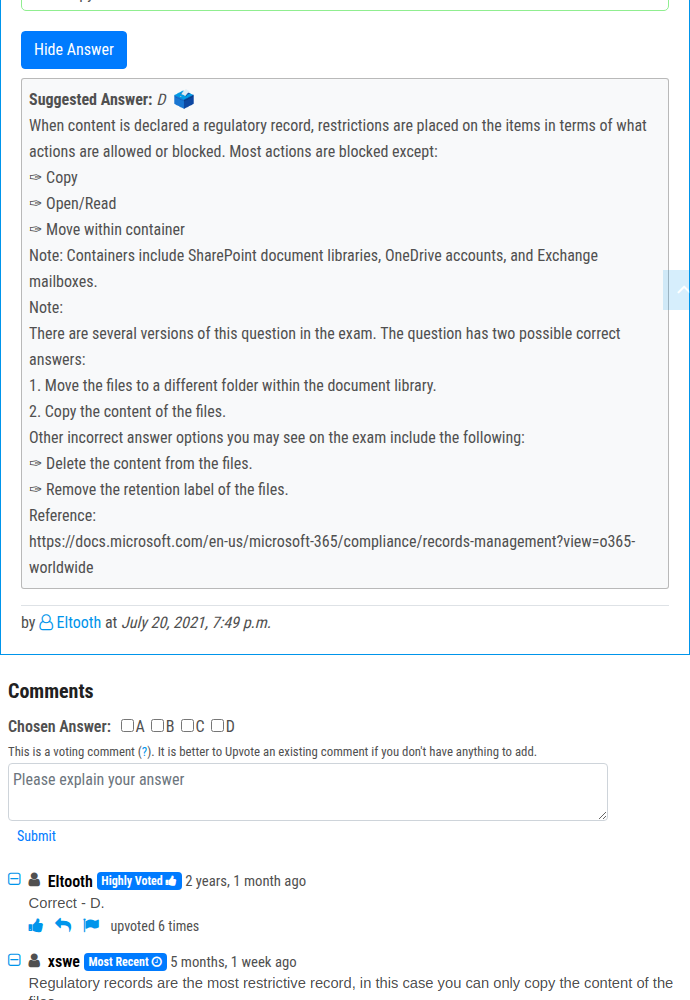 Hide Answer
Suggested Answer: D
When content is declared a regulatory record, restrictions are placed on the items in terms of what
actions are allowed or blocked. Most actions are blocked except:
✑ Copy
✑ Open/Read
✑ Move within container
Note: Containers include SharePoint document libraries, OneDrive accounts, and Exchange
mailboxes.
Note:
There are several versions of this question in the exam. The question has two possible correct
answers:
1. Move the files to a different folder within the document library.
2. Copy the content of the files.
Other incorrect answer options you may see on the exam include the following:
✑ Delete the content from the files.
✑ Remove the retention label of the files.
Reference:
https://docs.microsoft.com/en-us/microsoft-365/compliance/records-management?view=o365-
worldwide
by Eltooth at July 20, 2021, 7:49 p.m.
Comments
Chosen Answer: A B C D
This is a voting comment (?). It is better to Upvote an existing comment if you don't have anything to add.
Please explain your answer
Submit
Eltooth Highly Voted 2 years, 1 month ago
Correct - D.
upvoted 6 times
xswe Most Recent 5 months, 1 week ago
Regulatory records are the most restrictive record, in this case you can only copy the content of the